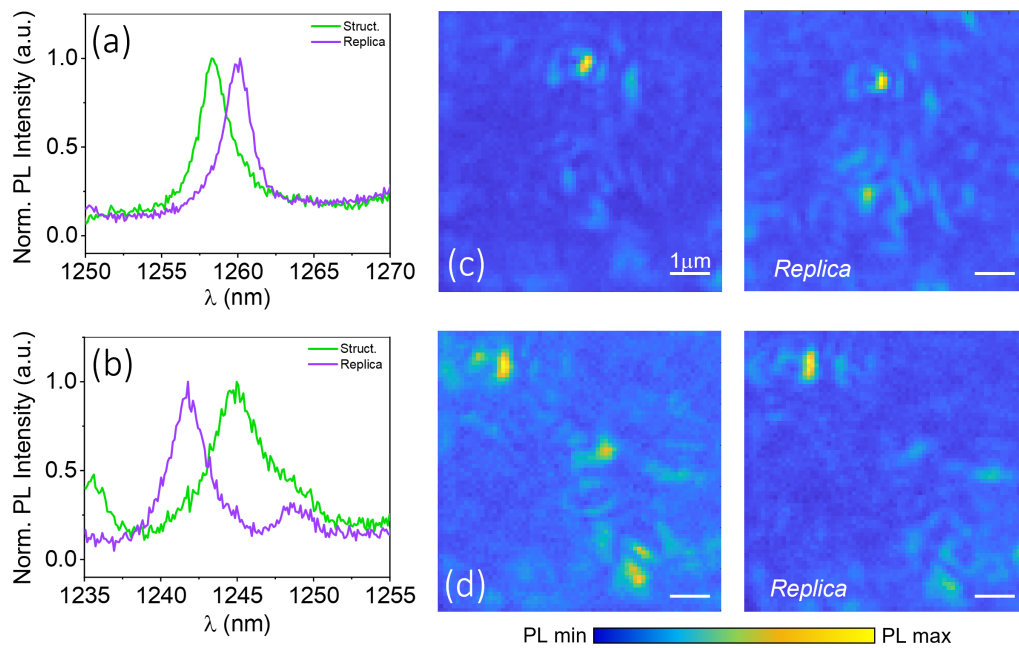 (a)
Struct.
Replica
Norm. PL Intensity (a.u.)
1.0
0.5
0.0
1250
1255
1260
1265
1270
λ (nm)
(c)
1μm
Replica
(b)
Struct.
Replica
Norm. PL Intensity (a.u.)
1.0
0.5
0.0
1235
1240
1245
1250
1255
λ (nm)
(d)
Replica
PL min
PL max